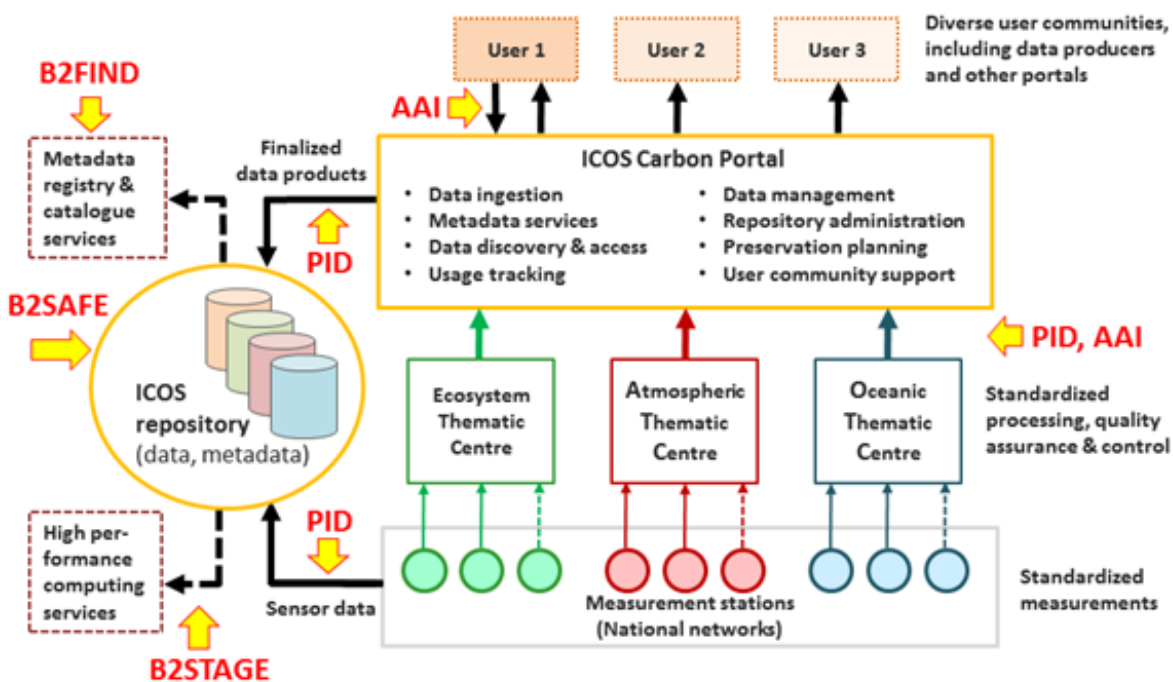 User 1
User 2
User 3
Diverse user communities,
including data producers
and other portals
B2FIND
AAI
Metadata
registry &
catalogue
services
Finalized
data products
PID
ICOS Carbon Portal
• Data ingestion
• Metadata services
• Data discovery & access
• Usage tracking
• Data management
• Repository administration
• Preservation planning
• User community support
B2SAFE
PID, AAI
ICOS
repository
(data, metadata)
Ecosystem
Thematic
Centre
Atmospheric
Thematic
Centre
Oceanic
Thematic
Centre
Standardized
processing, quality
assurance & control
High per-
formance
computing
services
PID
Sensor data
Measurement stations
(National networks)
Standardized
measurements
B2STAGE